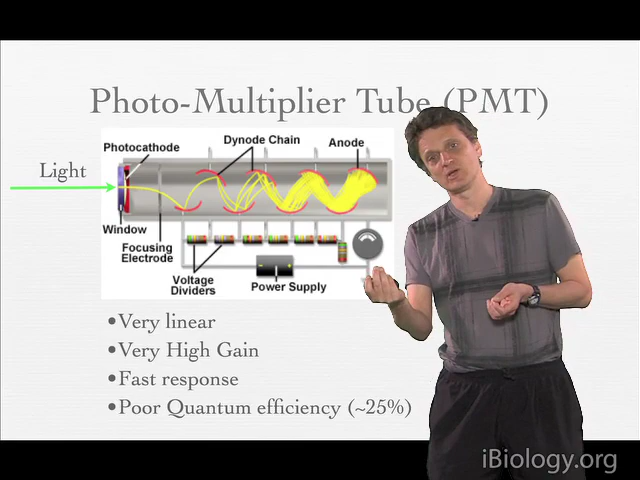 Photo-Multiplier Tube (PMT)
Photocathode
Dynode Chain
Anode
Light
Window
Focusing
Electrode
Voltage
Dividers
Power Supply
•Very linear
•Very High Gain
•Fast response
•Poor Quantum efficiency (~25%)
iBiology.org